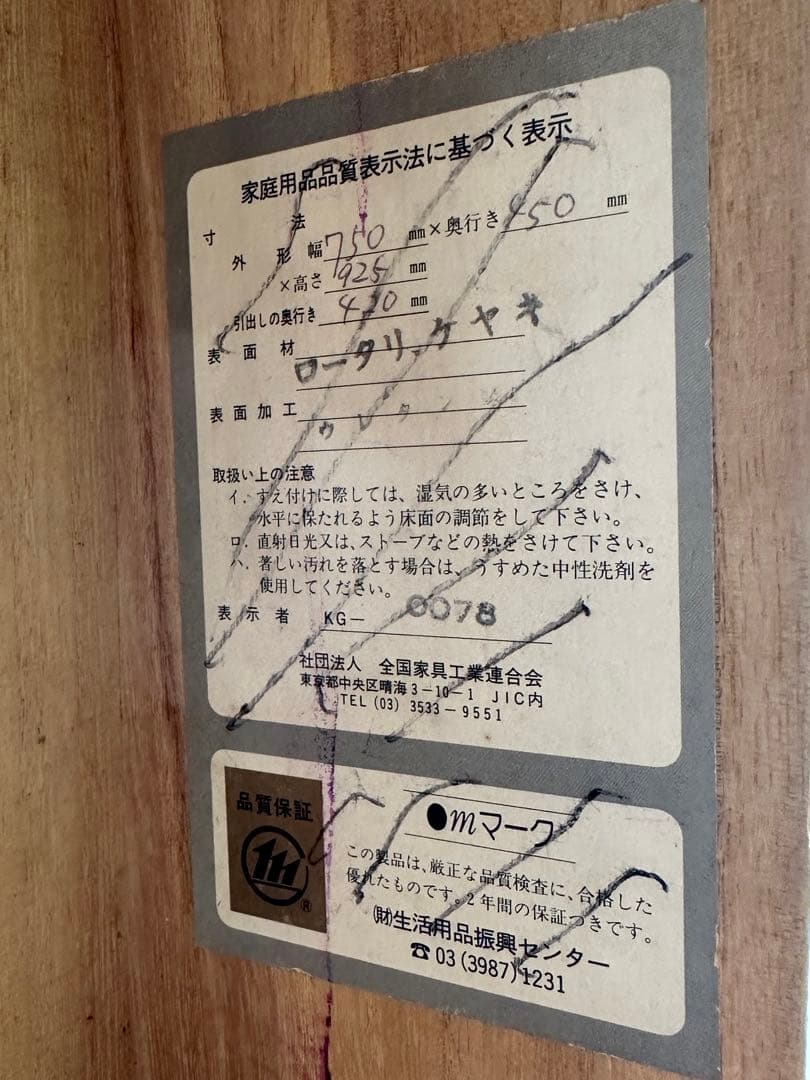 家庭用品品質表示法に基づく表示
寸法
外形 幅 750 mm × 奥行き 450 mm
×高さ 925 mm
引出しの奥行き 420 mm
表面材 ロータリ.ケヤキ
表面加工 ウレタン
取扱い上の注意
イ．すえ付けに際しては、湿気の多いところをさけ、
水平に保たれるよう床面の調節をして下さい。
ロ．直射日光又は、ストーブなどの熱をさけて下さい。
ハ．著しい汚れを落とす場合は、うすめた中性洗剤を
使用してください。
表示者 KG－ 0078
社団法人 全国家具工業連合会
東京都中央区晴海3－10－1 JIC内
TEL (03) 3533－9551
品質保証
m
®
●mマーク
この製品は、厳正な品質検査に、合格した
優れたものです。2年間の保証つきです。
㈶生活用品振興センター
☎ 03 (3987) 1231